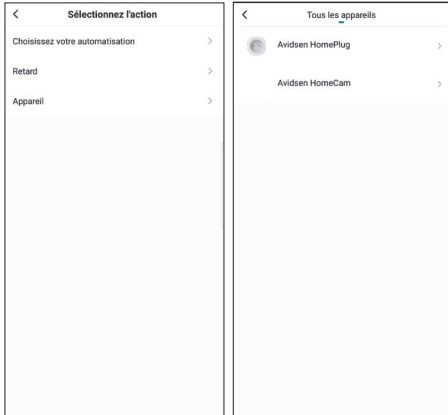 Sélectionnez l'action
Choisissez votre automatisation
Retard
Appareil
Tous les appareils
Avidsen HomePlug
Avidsen HomeCam